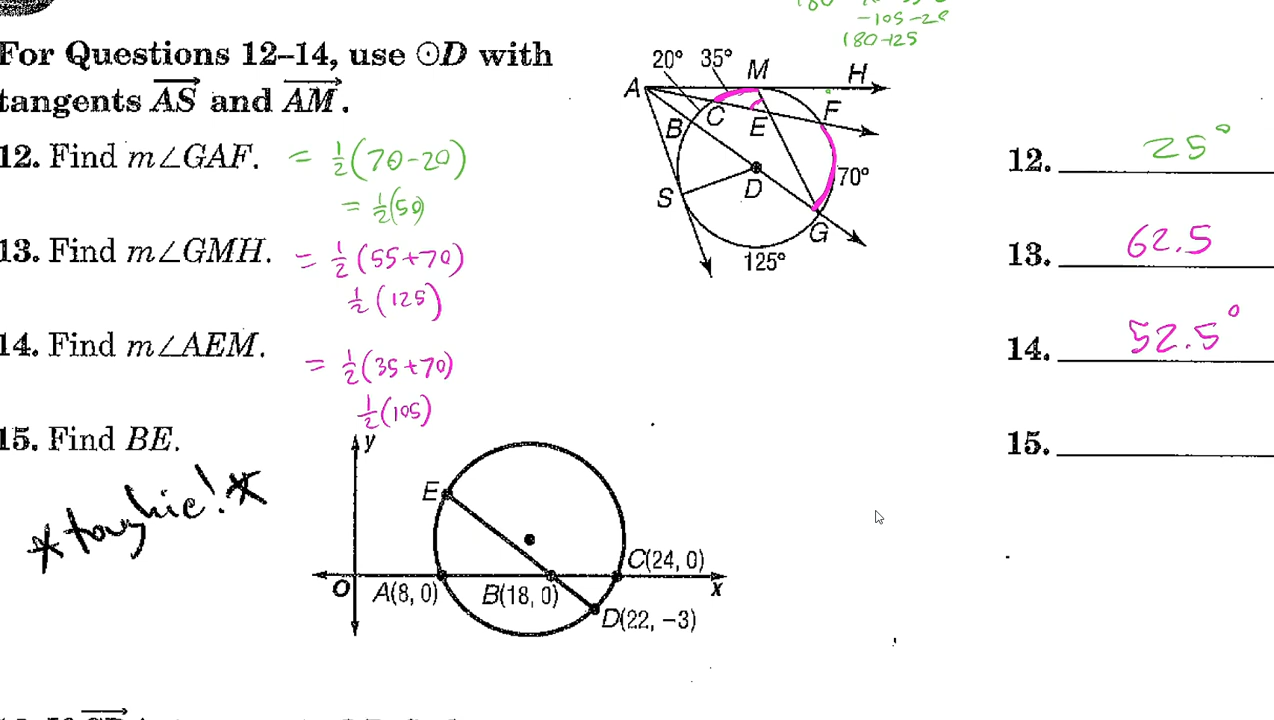 -105-20
180-125
For Questions 12–14, use ⊙D with
tangents AS and AM.
12. Find m∠GAF. = 1/2(70-20)
= 1/2(50)
13. Find m∠GMH. = 1/2(55+70)
1/2(125)
14. Find m∠AEM. = 1/2(35+70)
1/2(105)
15. Find BE.
*toughie!*
20° 35° M H
A
C F
B E
70°
S D
G
125°
12. 25°
13. 62.5
14. 52.5°
15.
y
E
C(24, 0)
O A(8, 0) B(18, 0) x
D(22, −3)